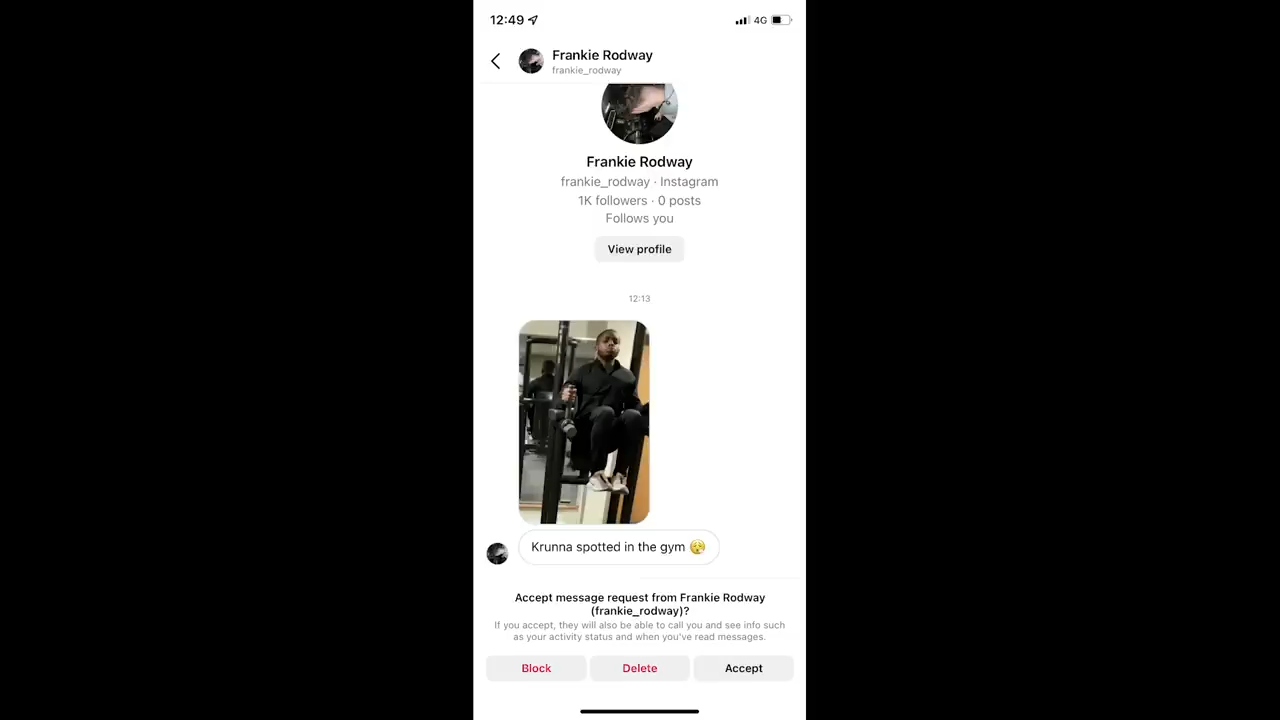 12:49
4G
Frankie Rodway
frankie_rodway
Frankie Rodway
frankie_rodway · Instagram
1K followers · 0 posts
Follows you
View profile
12:13
Krunna spotted in the gym 😮‍💨
Accept message request from Frankie Rodway
(frankie_rodway)?
If you accept, they will also be able to call you and see info such
as your activity status and when you've read messages.
Block
Delete
Accept